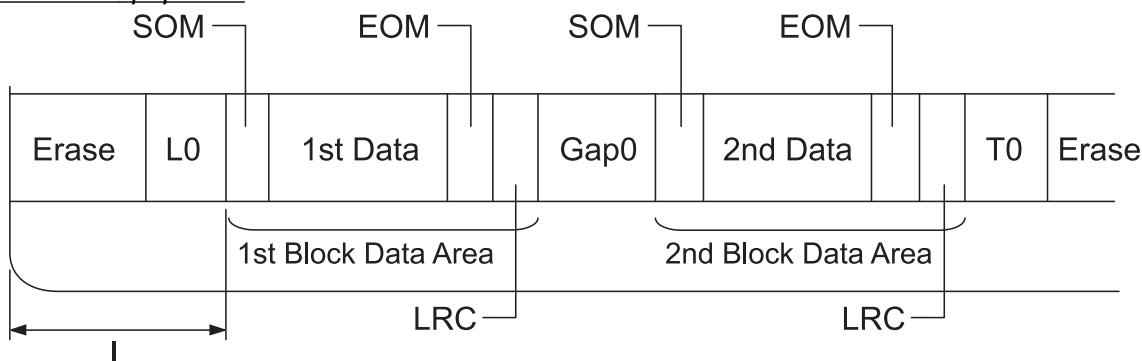 SOM EOM SOM EOM
Erase L0 1st Data Gap0 2nd Data T0 Erase
1st Block Data Area 2nd Block Data Area
LRC LRC